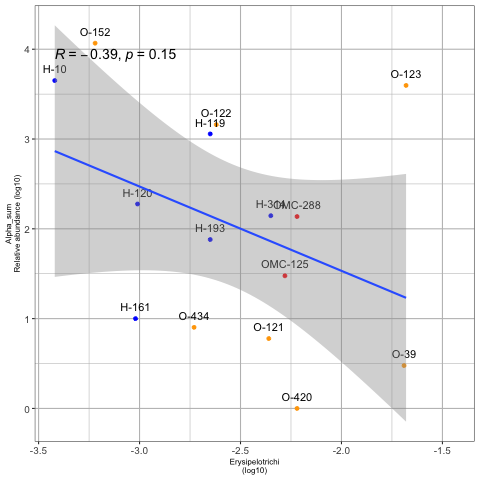 O-152
R = −0.39, p = 0.15
H-10
O-123
O-122
H-119
H-120
OMC-288
H-193
OMC-125
H-161
O-434
O-121
O-39
O-420
4
3
2
1
0
-3.5
-3.0
-2.5
-2.0
-1.5
Alpha_sum
Relative abundance (log10)
Erysipelotrichi
(log10)